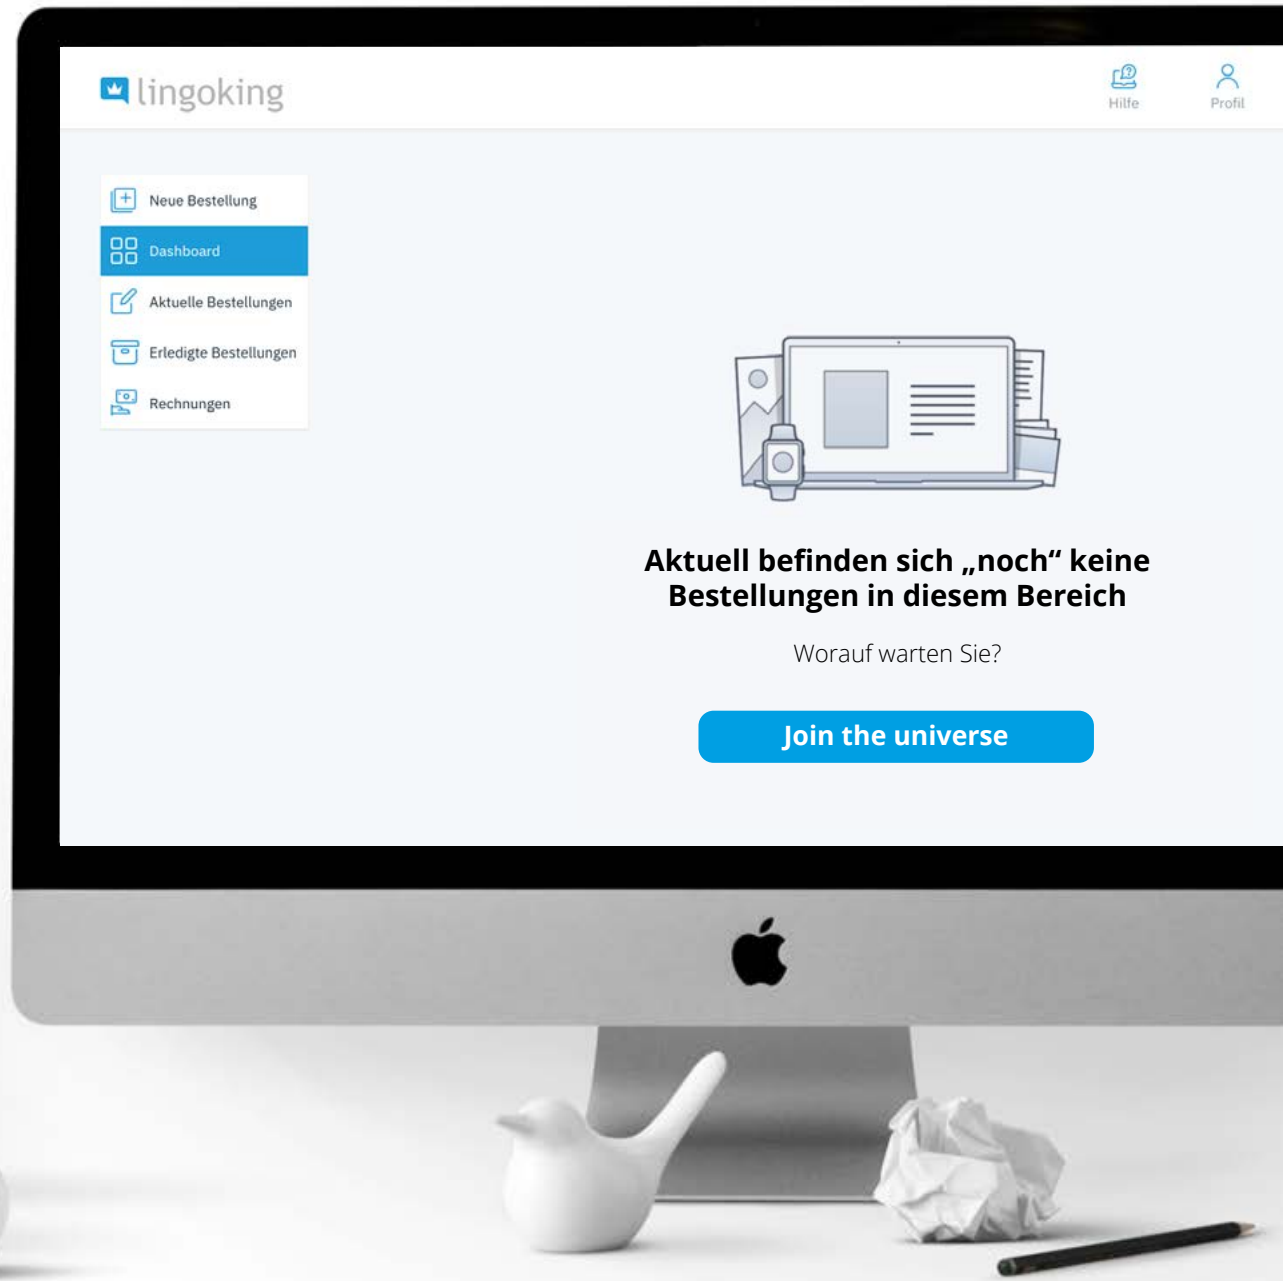 lingoking
Hilfe
Profil
Neue Bestellung
Dashboard
Aktuelle Bestellungen
Erledigte Bestellungen
Rechnungen
Aktuell befinden sich „noch“ keine
Bestellungen in diesem Bereich
Worauf warten Sie?
Join the universe